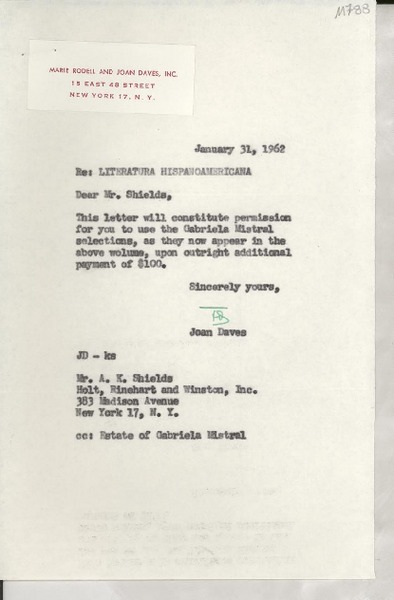 M788
MARIE RODELL AND JOAN DAVES, INC.
15 EAST 48 STREET
NEW YORK 17, N. Y.
January 31, 1962
Re: LITERATURA HISPANOAMERICANA
Dear Mr. Shields,
This letter will constitute permission
for you to use the Gabriela Mistral
selections, as they now appear in the
above volume, upon outright additional
payment of $100.
Sincerely yours,
Joan Daves
JD - ks
Mr. A. K. Shields
Holt, Rinehart and Winston, Inc.
383 Madison Avenue
New York 17, N. Y.
cc: Estate of Gabriela Mistral